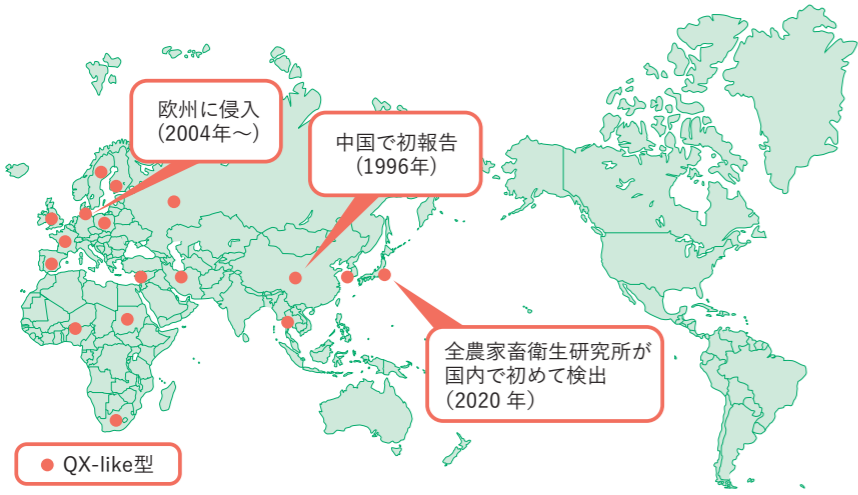 欧州に侵入
(2004年〜)
中国で初報告
(1996年)
全農家畜衛生研究所が
国内で初めて検出
(2020 年)
QX-like型